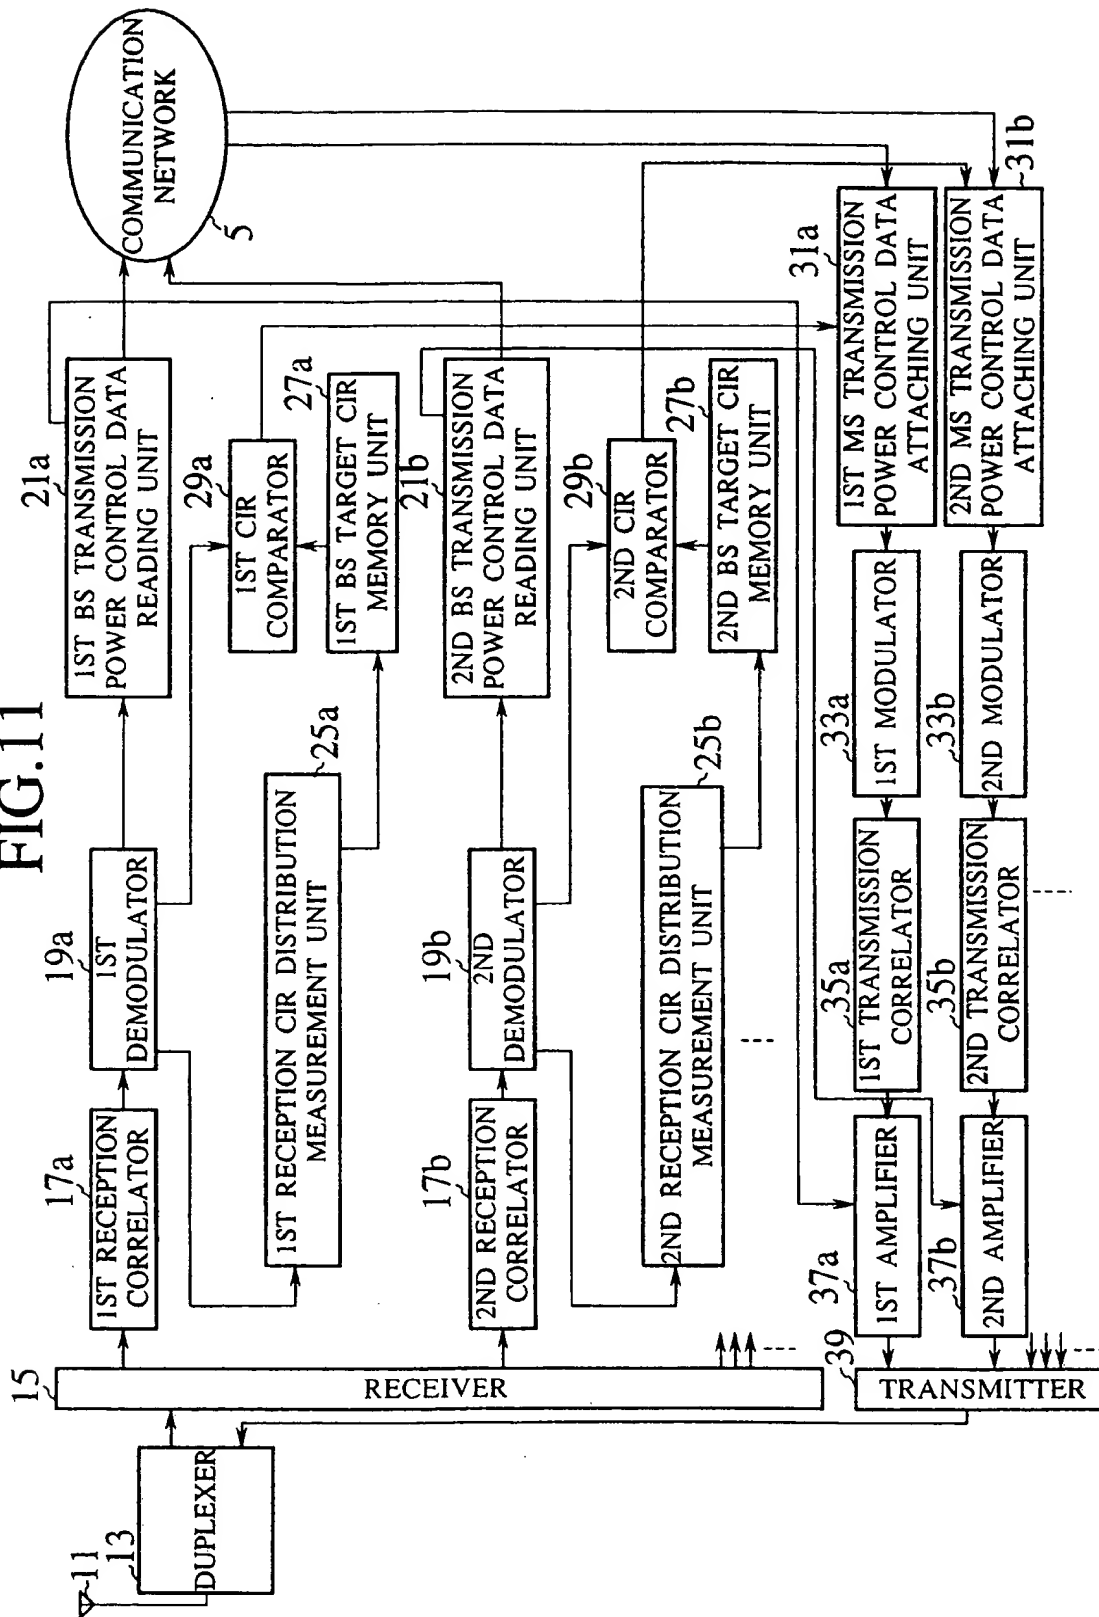 FIG.11
11
13
DUPLEXER
15
RECEIVER
17a
1ST RECEPTION
CORRELATOR
19a
1ST
DEMODULATOR
21a
1ST BS TRANSMISSION
POWER CONTROL DATA
READING UNIT
COMMUNICATION
NETWORK
5
29a
1ST CIR
COMPARATOR
27a
1ST BS TARGET CIR
MEMORY UNIT
25a
1ST RECEPTION CIR DISTRIBUTION
MEASUREMENT UNIT
17b
2ND RECEPTION
CORRELATOR
19b
2ND
DEMODULATOR
21b
2ND BS TRANSMISSION
POWER CONTROL DATA
READING UNIT
29b
2ND CIR
COMPARATOR
27b
2ND BS TARGET CIR
MEMORY UNIT
25b
2ND RECEPTION CIR DISTRIBUTION
MEASUREMENT UNIT
39
TRANSMITTER
37a
1ST AMPLIFIER
35a
1ST TRANSMISSION
CORRELATOR
33a
1ST MODULATOR
31a
1ST MS TRANSMISSION
POWER CONTROL DATA
ATTACHING UNIT
37b
2ND AMPLIFIER
35b
2ND TRANSMISSION
CORRELATOR
33b
2ND MODULATOR
31b
2ND MS TRANSMISSION
POWER CONTROL DATA
ATTACHING UNIT